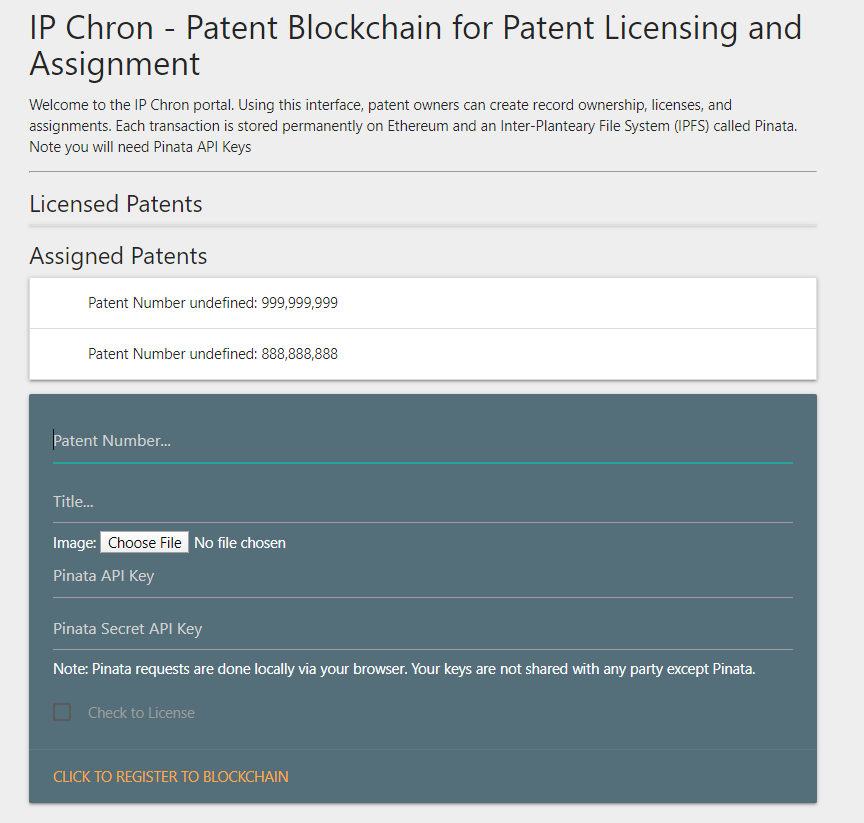 IP Chron - Patent Blockchain for Patent Licensing and
Assignment
Welcome to the IP Chron portal. Using this interface, patent owners can create record ownership, licenses, and
assignments. Each transaction is stored permanently on Ethereum and an Inter-Planteary File System (IPFS) called Pinata.
Note you will need Pinata API Keys
Licensed Patents
Assigned Patents
Patent Number undefined: 999,999,999
Patent Number undefined: 888,888,888
Patent Number...
Title...
Image: Choose File No file chosen
Pinata API Key
Pinata Secret API Key
Note: Pinata requests are done locally via your browser. Your keys are not shared with any party except Pinata.
Check to License
CLICK TO REGISTER TO BLOCKCHAIN